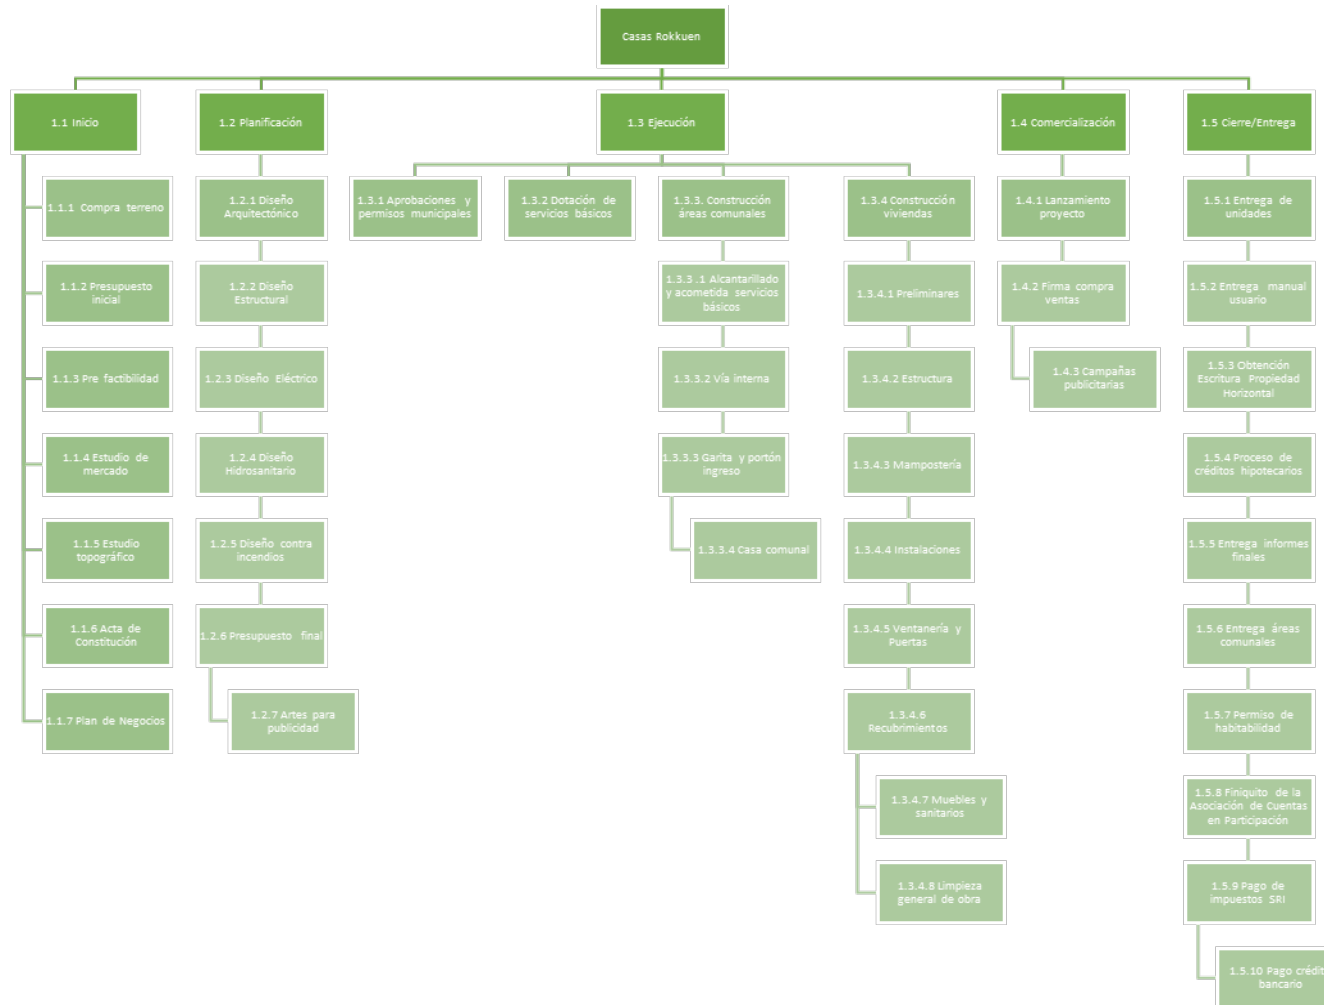 Casas Rokkuen
1.1 Inicio
1.2 Planificación
1.3 Ejecución
1.4 Comercialización
1.5 Cierre/Entrega
1.1.1 Compra terreno
1.1.2 Presupuesto
inicial
1.1.3 Pre factibilidad
1.1.4 Estudio de
mercado
1.1.5 Estudio
topográfico
1.1.6 Acta de
Constitución
1.1.7 Plan de Negocios
1.2.1 Diseño
Arquitectónico
1.2.2 Diseño
Estructural
1.2.3 Diseño Eléctrico
1.2.4 Diseño
Hidrosanitario
1.2.5 Diseño contra
incendios
1.2.6 Presupuesto final
1.2.7 Artes para
publicidad
1.3.1 Aprobaciones y
permisos municipales
1.3.2 Dotación de
servicios básicos
1.3.3. Construcción
áreas comunales
1.3.3 .1 Alcantarillado
y acometida servicios
básicos
1.3.3.2 Vía interna
1.3.3.3 Garita y portón
ingreso
1.3.3.4 Casa comunal
1.3.4 Construcción
viviendas
1.3.4.1 Preliminares
1.3.4.2 Estructura
1.3.4.3 Mampostería
1.3.4.4 Instalaciones
1.3.4.5 Ventanería y
Puertas
1.3.4.6
Recubrimientos
1.3.4.7 Muebles y
sanitarios
1.3.4.8 Limpieza
general de obra
1.4.1 Lanzamiento
proyecto
1.4.2 Firma compra
ventas
1.4.3 Campañas
publicitarias
1.5.1 Entrega de
unidades
1.5.2 Entrega manual
usuario
1.5.3 Obtención
Escritura Propiedad
Horizontal
1.5.4 Proceso de
créditos hipotecarios
1.5.5 Entrega informes
finales
1.5.6 Entrega áreas
comunales
1.5.7 Permiso de
habitabilidad
1.5.8 Finiquito de la
Asociación de Cuentas
en Participación
1.5.9 Pago de
impuestos SRI
1.5.10 Pago crédit
bancario